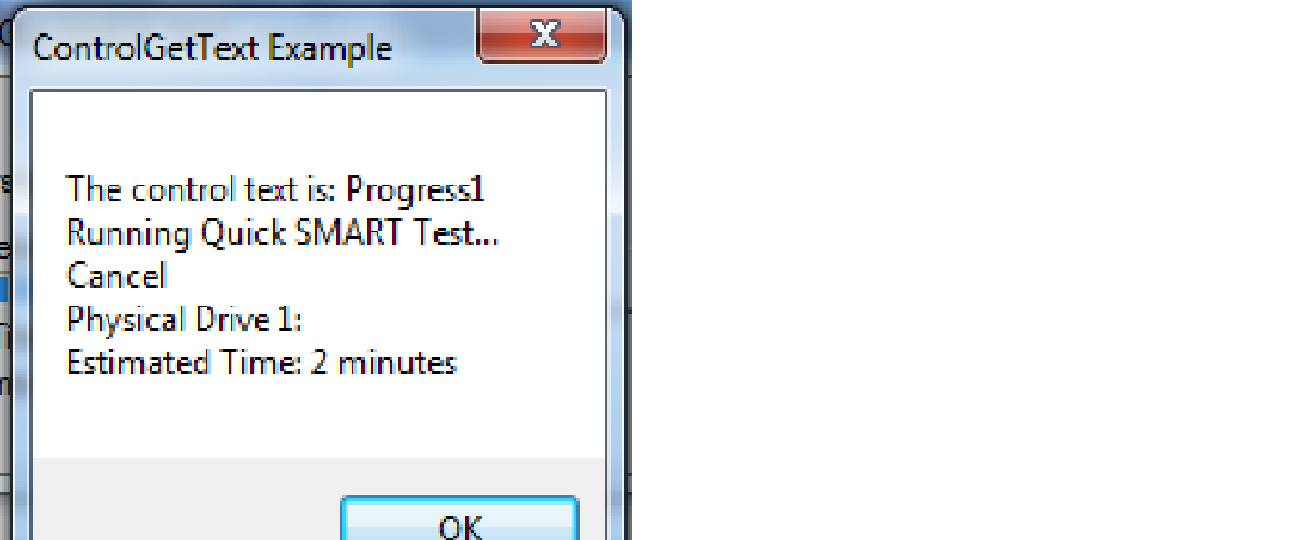 ControlGetText Example
The control text is: Progress1
Running Quick SMART Test...
Cancel
Physical Drive 1:
Estimated Time: 2 minutes
OK